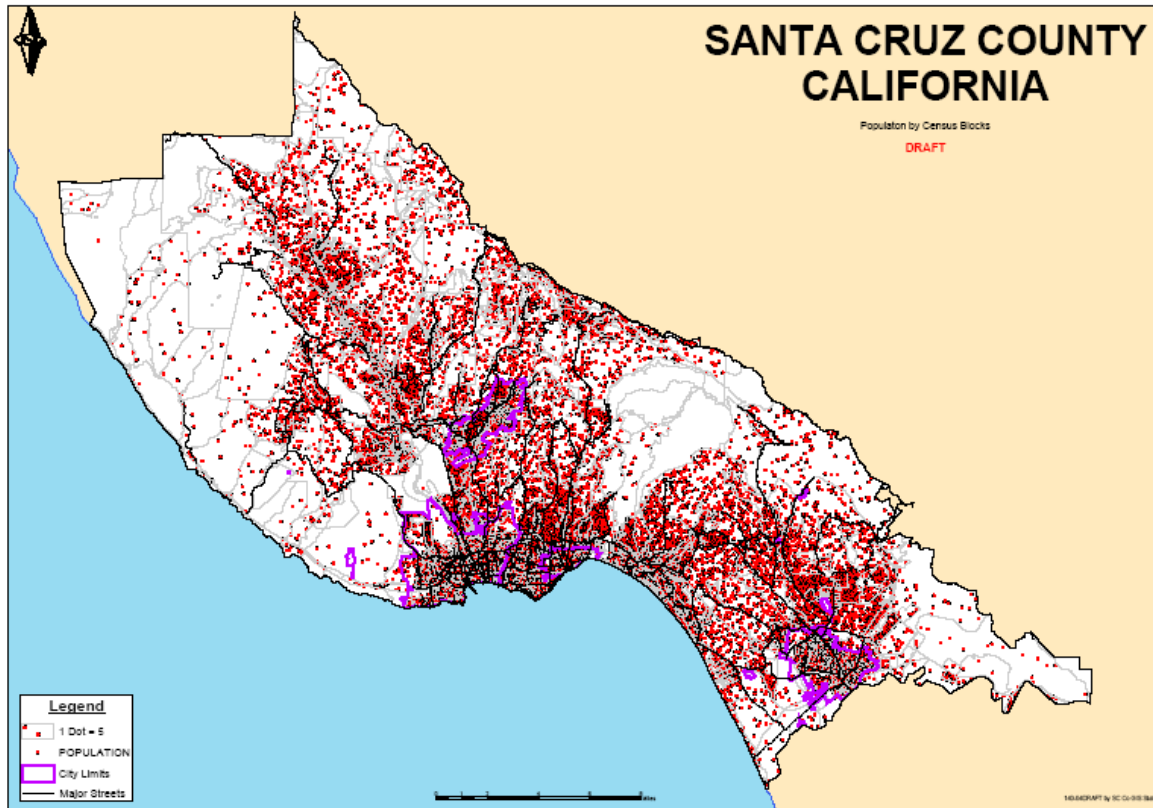 SANTA CRUZ COUNTY
CALIFORNIA
Populaton by Census Blocks
DRAFT
Legend
1 Dot = 5
POPULATION
City Limits
Major Streets